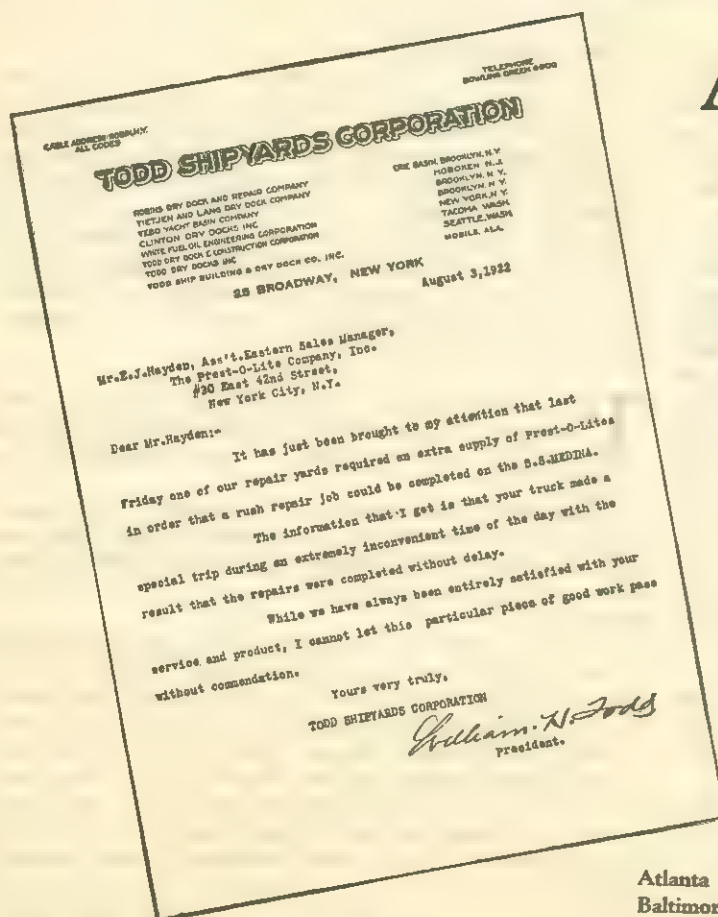 CABLE ADDRESS-
ALL CODES
TELEPHONE
BOWLING GREEN
TODD SHIPYARDS CORPORATION
ROBINS DRY DOCK AND REPAIR COMPANY
TIETJEN AND LANG DRY DOCK COMPANY
TEBO YACHT BASIN COMPANY
CLINTON DRY DOCKS INC
WHITE FUEL OIL ENGINEERING CORPORATION
TODD DRY DOCK & CONSTRUCTION CORPORATION
TODD DRY DOCKS INC
TODD SHIP BUILDING & DRY DOCK CO. INC.
ERIE BASIN, BROOKLYN, N.Y.
HOBOKEN N.J.
BROOKLYN, N.Y.
BROOKLYN, N.Y.
NEW YORK, N.Y.
TACOMA WASH.
SEATTLE, WASH.
MOBILE, ALA.
25 BROADWAY, NEW YORK
August 3,1922
Mr.E.J.Hayden, Ass't.Eastern Sales Manager,
The Prest-O-Lite Company, Inc.
#30 East 42nd Street,
New York City, N.Y.
Dear Mr.Hayden:-
It has just been brought to my attention that last
Friday one of our repair yards required an extra supply of Prest-O-Lites
in order that a rush repair job could be completed on the S.S.MEDINA.
The information that I get is that your truck made a
special trip during an extremely inconvenient time of the day with the
result that the repairs were completed without delay.
While we have always been entirely satisfied with your
service and product, I cannot let this particular piece of good work pass
without commendation.
Yours very truly,
TODD SHIPYARDS CORPORATION
William H. Todd
President.
Atlanta